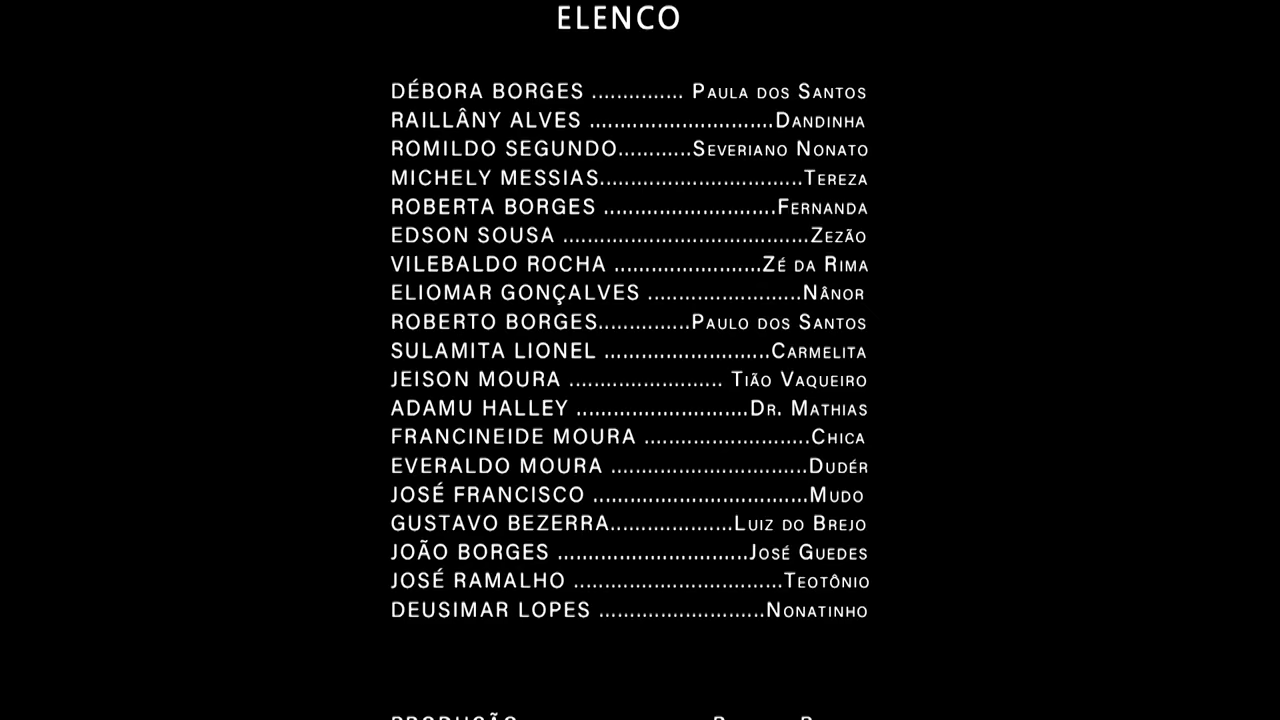 ELENCO
DÉBORA BORGES ............... Paula dos Santos
RAILLÂNY ALVES ..............................Dandinha
ROMILDO SEGUNDO............Severiano Nonato
MICHELY MESSIAS.................................Tereza
ROBERTA BORGES ............................Fernanda
EDSON SOUSA ........................................Zezão
VILEBALDO ROCHA ........................Zé da Rima
ELIOMAR GONÇALVES .........................Nânor
ROBERTO BORGES...............Paulo dos Santos
SULAMITA LIONEL ...........................Carmelita
JEISON MOURA ......................... Tião Vaqueiro
ADAMU HALLEY ............................Dr. Mathias
FRANCINEIDE MOURA ...........................Chica
EVERALDO MOURA ................................Dudér
JOSÉ FRANCISCO ...................................Mudo
GUSTAVO BEZERRA....................Luiz do Brejo
JOÃO BORGES ...............................José Guedes
JOSÉ RAMALHO ..................................Teotônio
DEUSIMAR LOPES ...........................Nonatinho
PRODUÇÃO